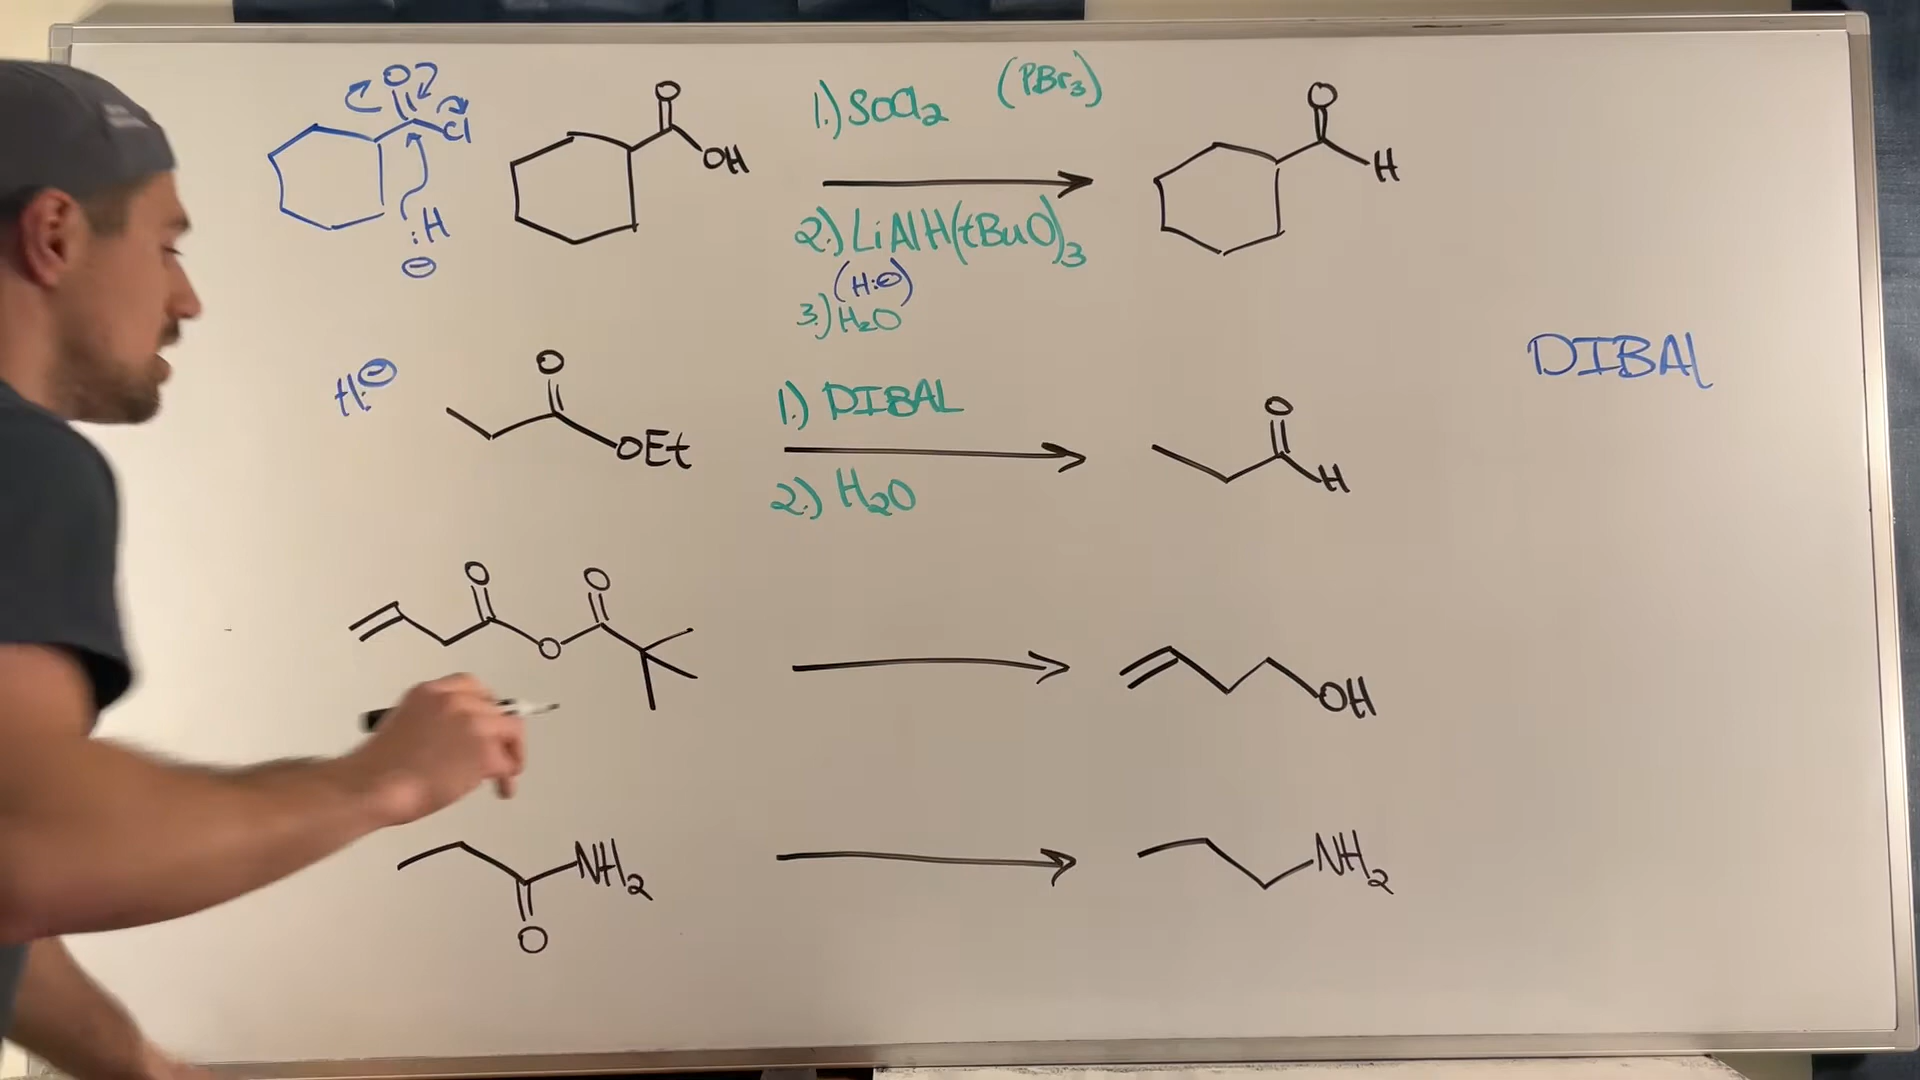 O
Cl
:H
⊖
O
OH
1.) SOCl2 (PBr3)
2.) LiAlH(tBuO)3
(H:⊖)
3.) H2O
O
H
H:⊖
O
OEt
1.) DIBAL
2.) H2O
O
H
DIBAL
O
O
O
OH
NH2
O
NH2